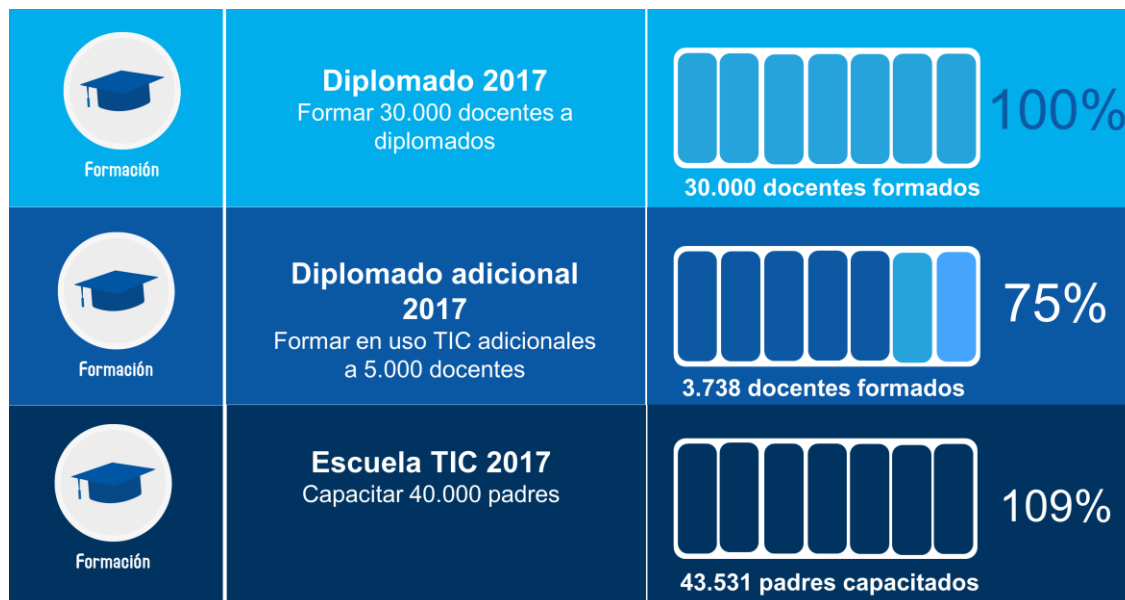 Formación
Diplomado 2017
Formar 30.000 docentes a
diplomados
100%
30.000 docentes formados
Formación
Diplomado adicional
2017
Formar en uso TIC adicionales
a 5.000 docentes
75%
3.738 docentes formados
Formación
Escuela TIC 2017
Capacitar 40.000 padres
109%
43.531 padres capacitados